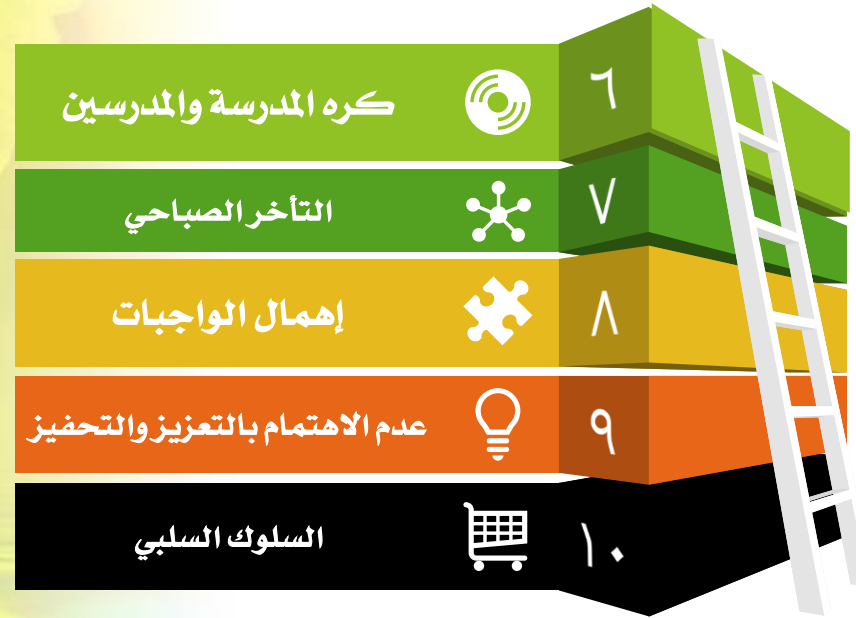 ٦ كره المدرسة والمدرسين
٧ التأخر الصباحي
٨ إهمال الواجبات
٩ عدم الاهتمام بالتعزيز والتحفيز
١٠ السلوك السلبي